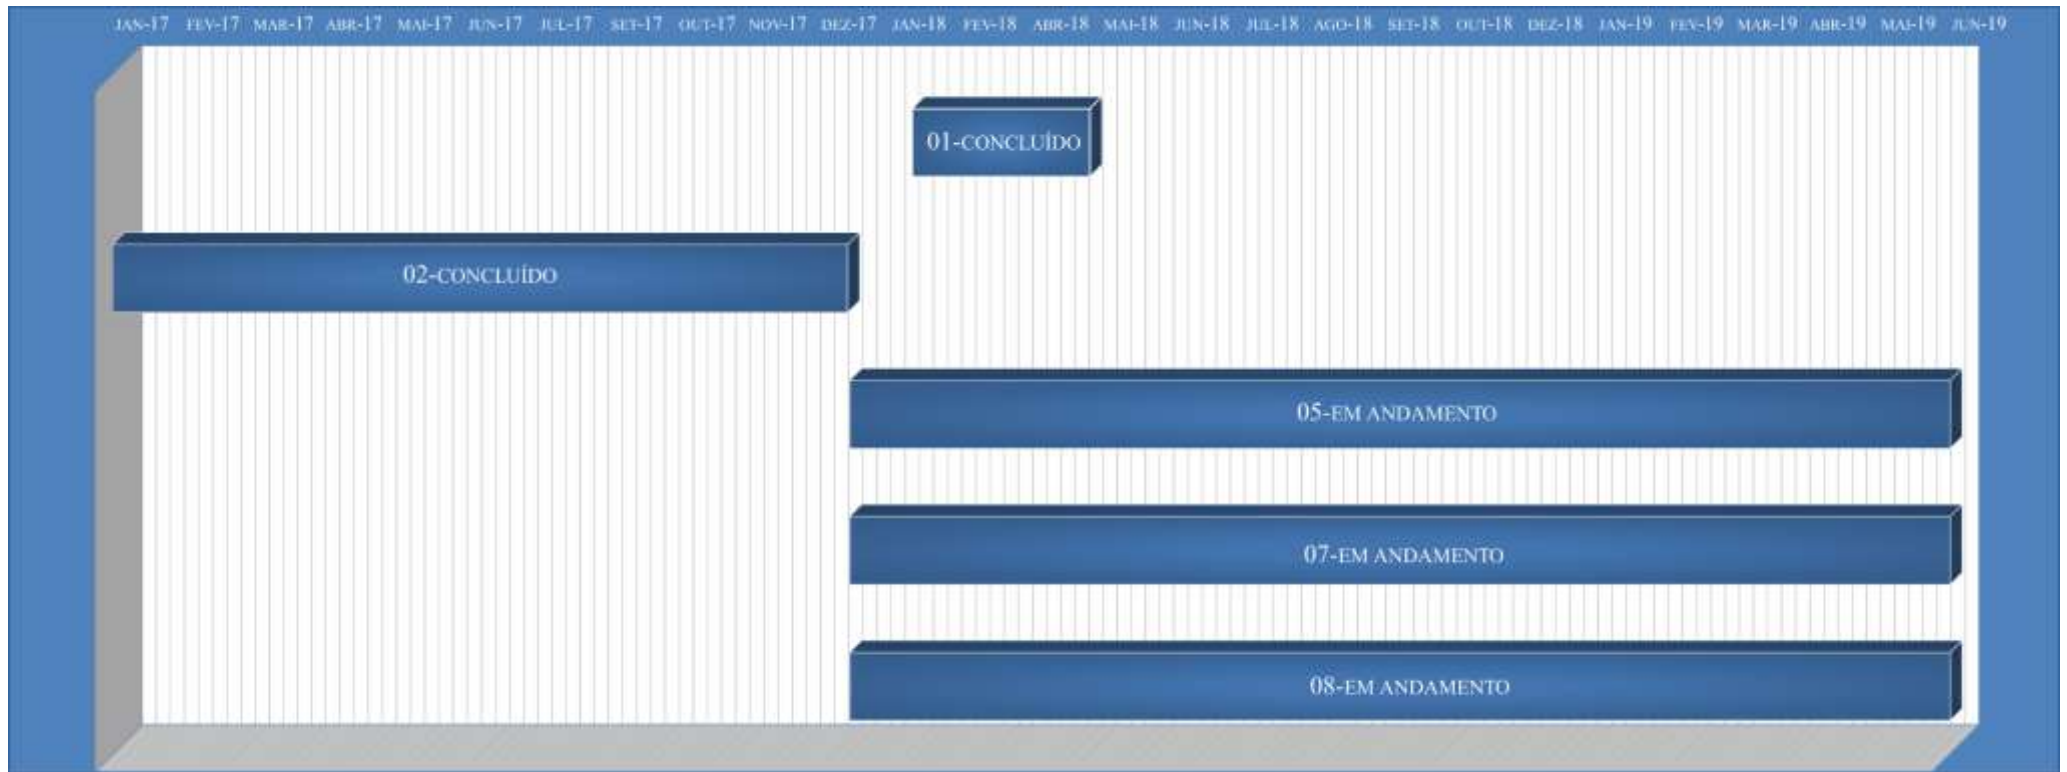 JAN-17 FEV-17 MAR-17 ABR-17 MAI-17 JUN-17 JUL-17 SET-17 OUT-17 NOV-17 DEZ-17 JAN-18 FEV-18 ABR-18 MAI-18 JUN-18 JUL-18 AGO-18 SET-18 OUT-18 DEZ-18 JAN-19 FEV-19 MAR-19 ABR-19 MAI-19 JUN-19
01-CONCLUÍDO
02-CONCLUÍDO
05-EM ANDAMENTO
07-EM ANDAMENTO
08-EM ANDAMENTO